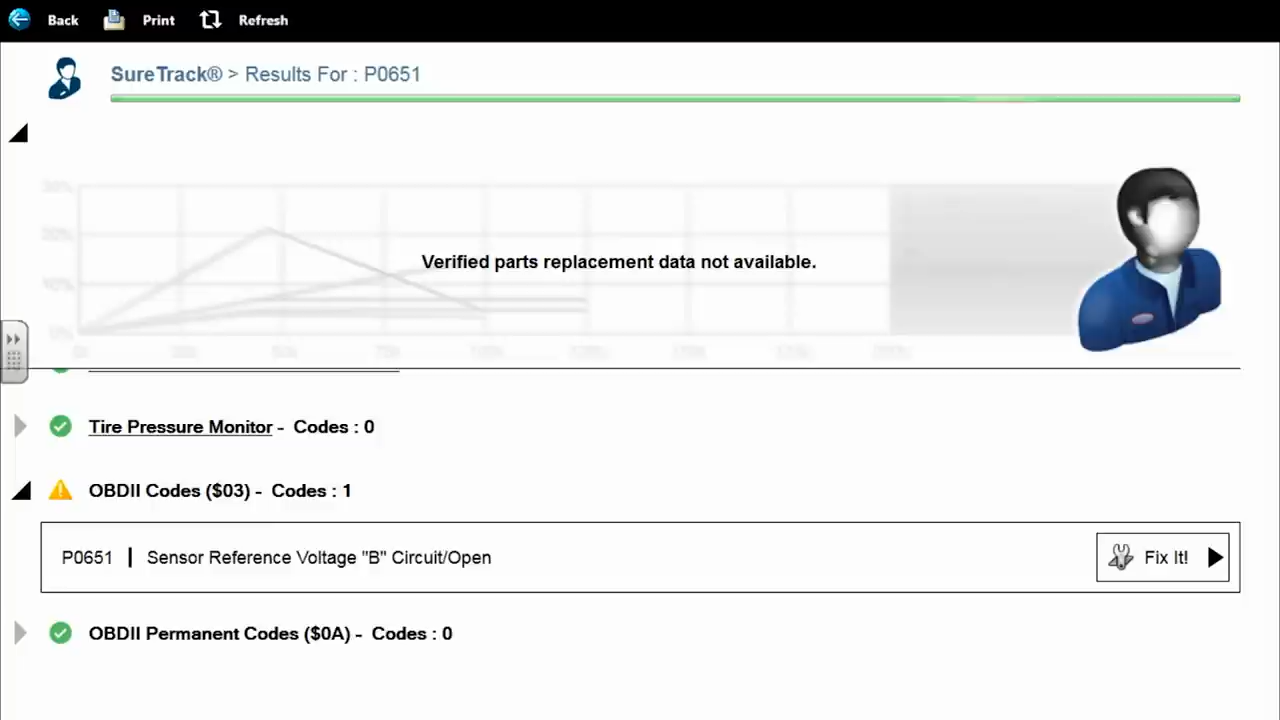 Back Print Refresh
SureTrack® > Results For : P0651
Verified parts replacement data not available.
Tire Pressure Monitor - Codes : 0
OBDII Codes ($03) - Codes : 1
P0651 | Sensor Reference Voltage "B" Circuit/Open Fix It!
OBDII Permanent Codes ($0A) - Codes : 0